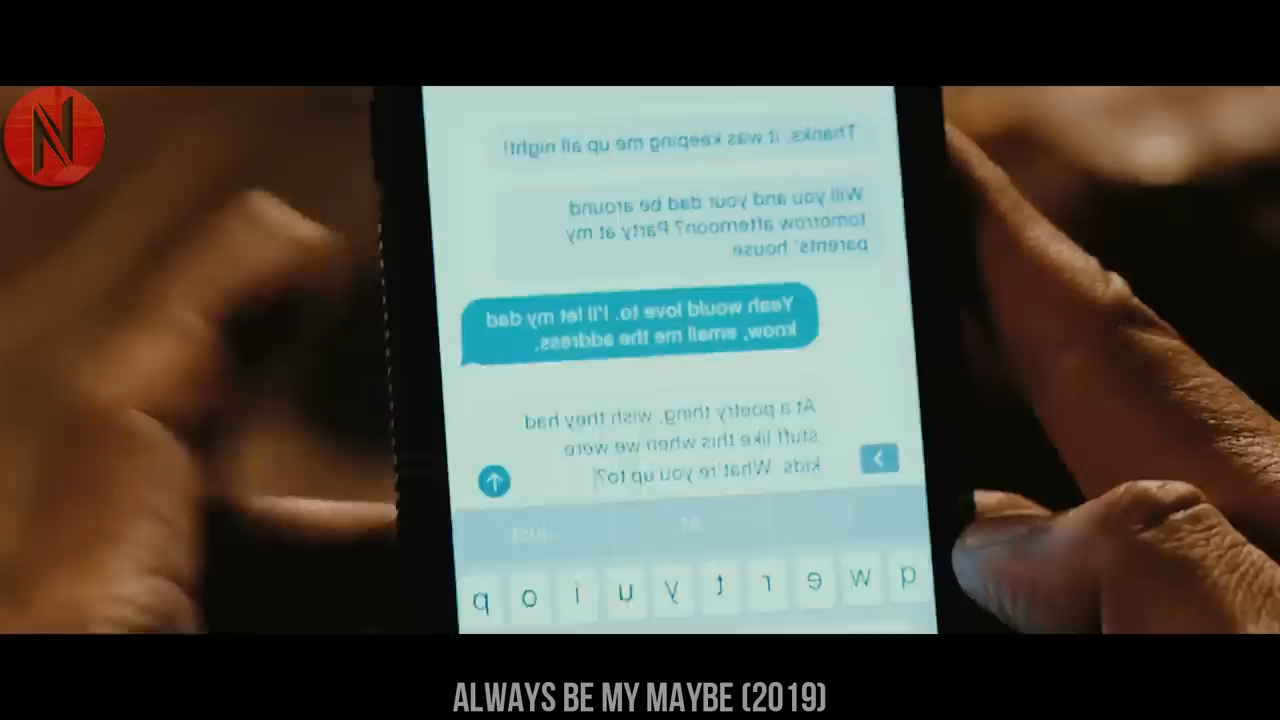 N
Thanks, it was keeping me up all night!
Will you and your dad be around
tomorrow afternoon? Party at my
parents' house
Yeah would love to. I'll let my dad
know, email me the address.
At a poetry thing, wish they had
stuff like this when we were
kids. What're you up to?
I at just
q w e r t y u i o p
ALWAYS BE MY MAYBE (2019)